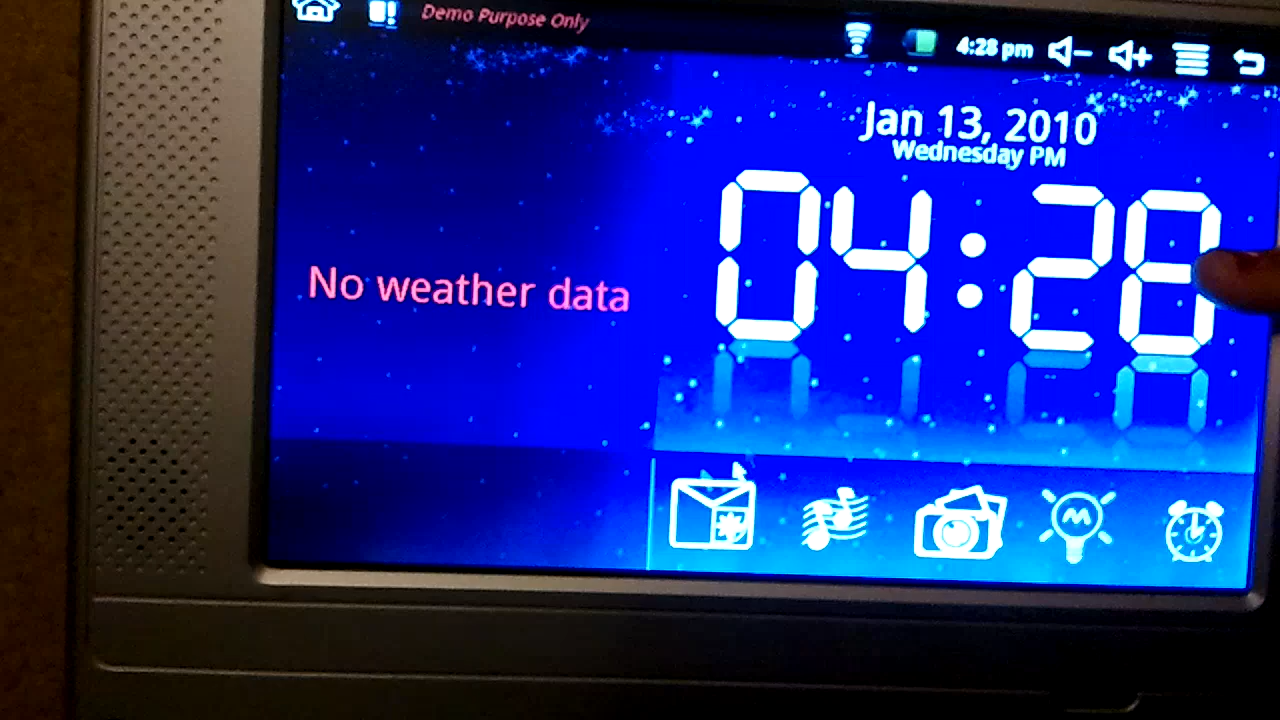 Demo Purpose Only
4:28 pm
Jan 13, 2010
Wednesday PM
04:28
No weather data